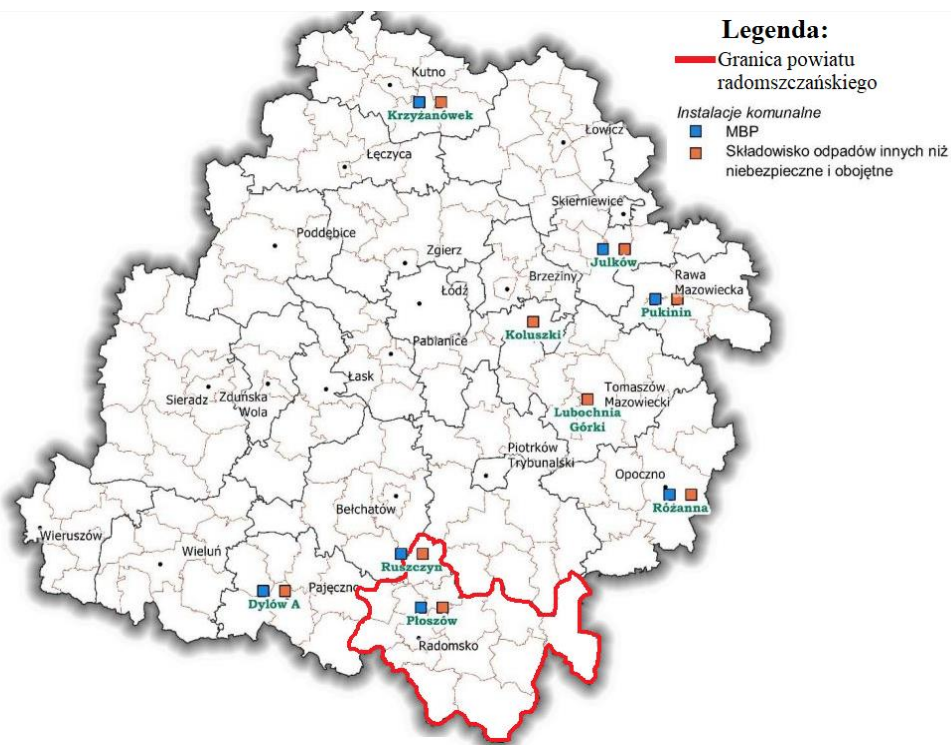 Legenda:
Granica powiatu
radomszczańskiego
Instalacje komunalne
MBP
Składowisko odpadów innych niż
niebezpieczne i obojętne
Kutno
Krzyżanówek
Łowicz
Łęczyca
Skierniewice
Poddębice
Zgierz
Julków
Brzeziny
Rawa
Mazowiecka
Łódź
Pukinin
Koluszki
Pabianice
Łask
Sieradz
Zduńska
Wola
Tomaszów
Mazowiecki
Lubochnia
Górki
Piotrków
Trybunalski
Opoczno
Różanna
Bełchatów
Wieruszów
Wieluń
Ruszczyn
Pajęczno
Dylów A
Płoszów
Radomsko